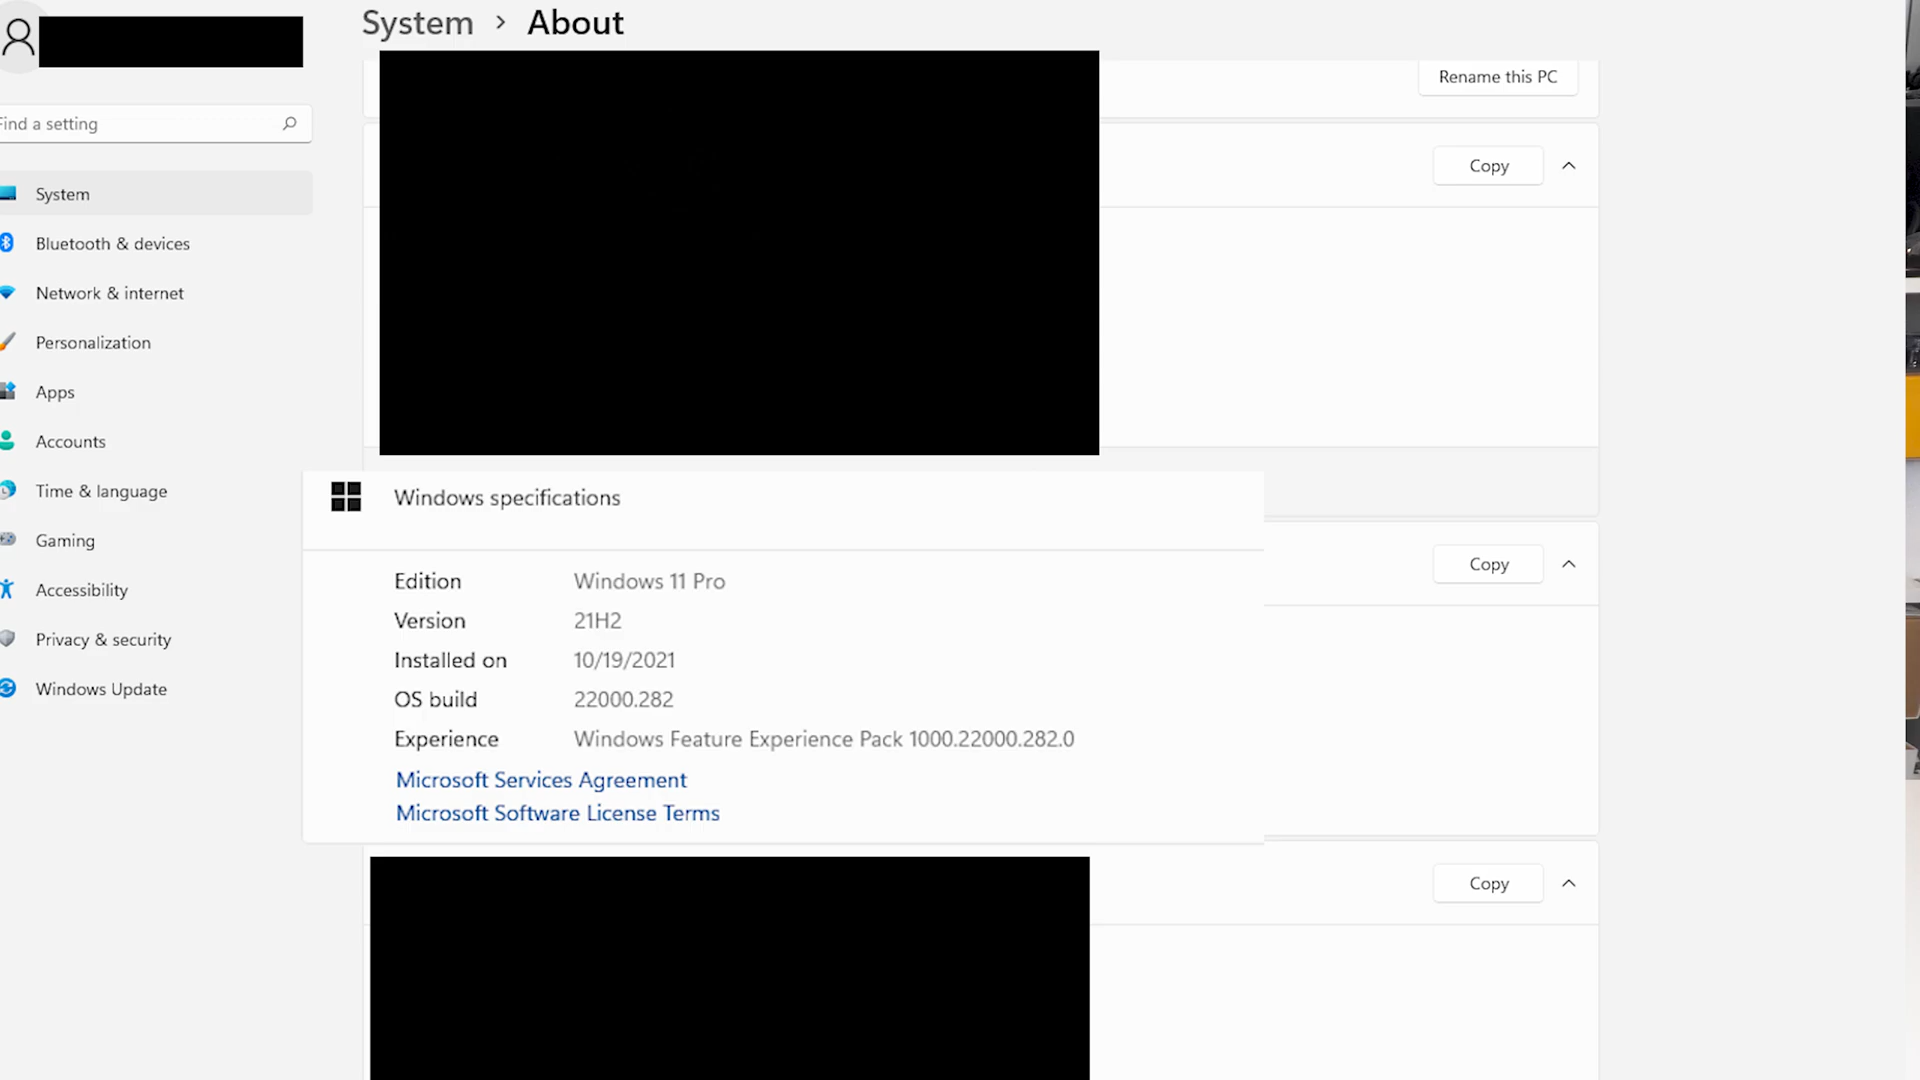 System > About
Rename this PC
Find a setting
Copy
System
Bluetooth & devices
Network & internet
Personalization
Apps
Accounts
Time & language
Gaming
Accessibility
Privacy & security
Windows Update
Windows specifications
Copy
Edition Windows 11 Pro
Version 21H2
Installed on 10/19/2021
OS build 22000.282
Experience Windows Feature Experience Pack 1000.22000.282.0
Microsoft Services Agreement
Microsoft Software License Terms
Copy